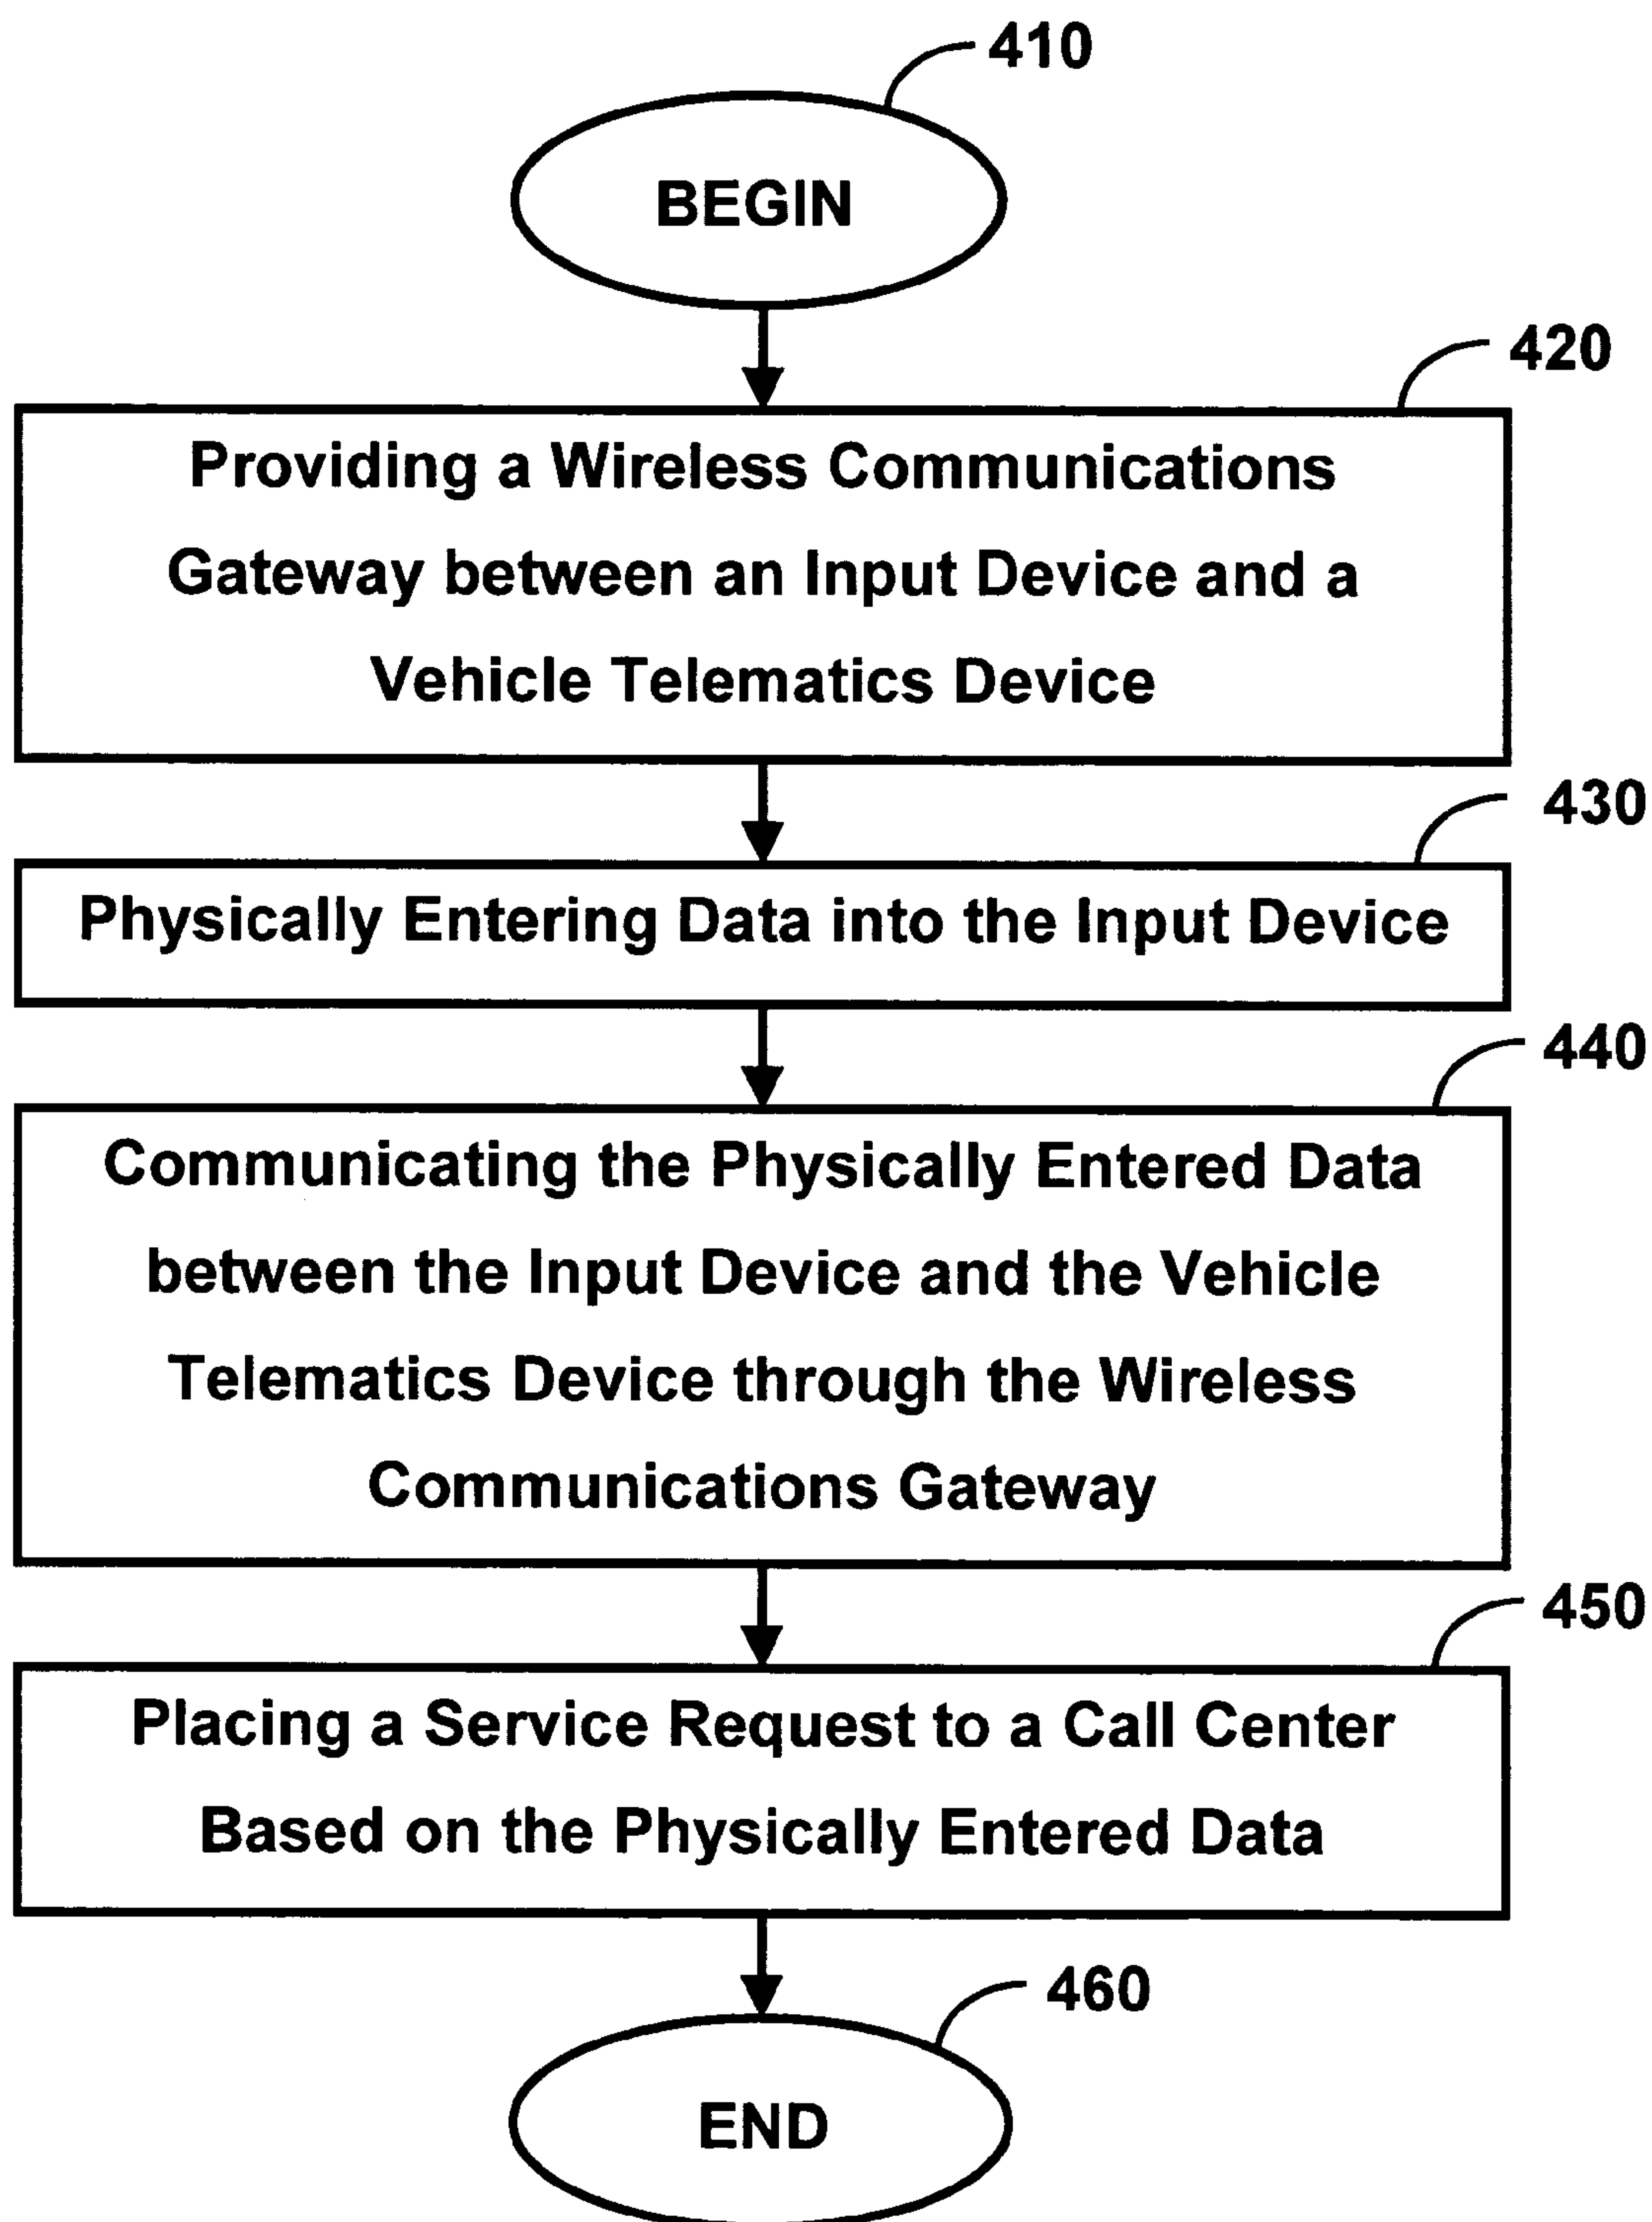 410
BEGIN
420
Providing a Wireless Communications
Gateway between an Input Device and a
Vehicle Telematics Device
430
Physically Entering Data into the Input Device
440
Communicating the Physically Entered Data
between the Input Device and the Vehicle
Telematics Device through the Wireless
Communications Gateway
450
Placing a Service Request to a Call Center
Based on the Physically Entered Data
460
END